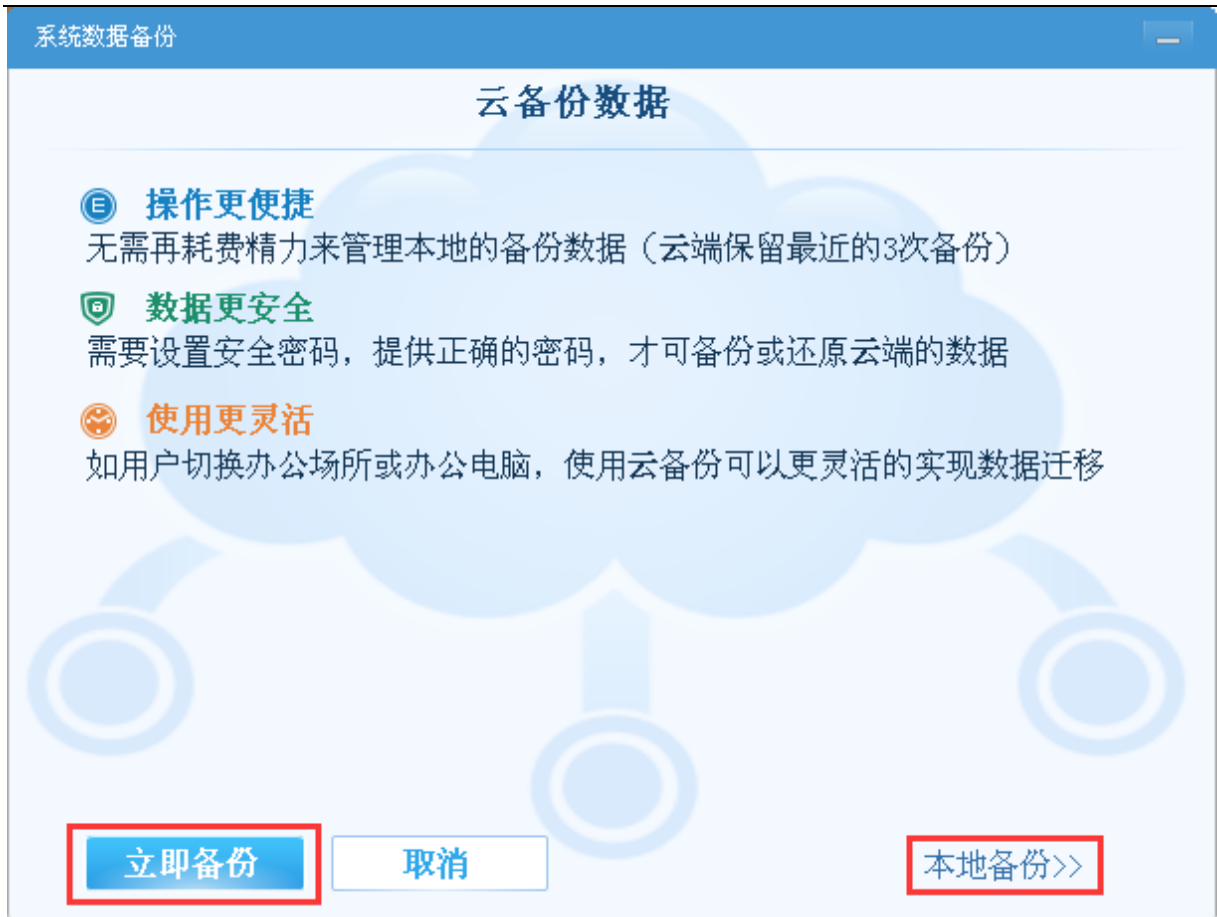 系统数据备份
云备份数据
操作更便捷
无需再耗费精力来管理本地的备份数据（云端保留最近的3次备份）
数据更安全
需要设置安全密码，提供正确的密码，才可备份或还原云端的数据
使用更灵活
如用户切换办公场所或办公电脑，使用云备份可以更灵活的实现数据迁移
立即备份 取消 本地备份>>